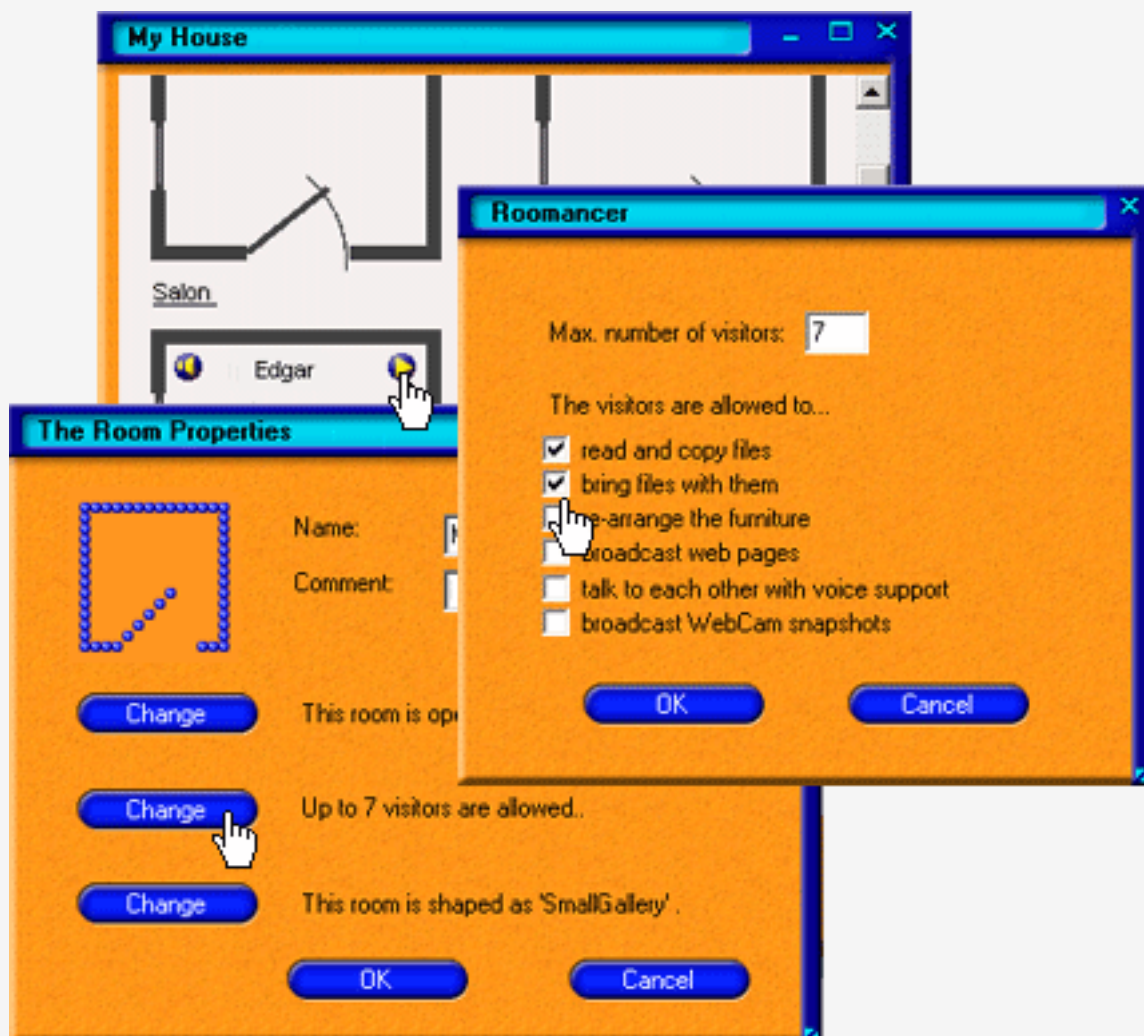 My House
Salon
Edgar
Roomancer
Max. number of visitors: 7
The visitors are allowed to...
read and copy files
bring files with them
re-arrange the furniture
broadcast web pages
talk to each other with voice support
broadcast WebCam snapshots
OK Cancel
The Room Properties
Name:
Comment:
Change This room is
Change Up to 7 visitors are allowed..
Change This room is shaped as 'SmallGallery' .
OK Cancel